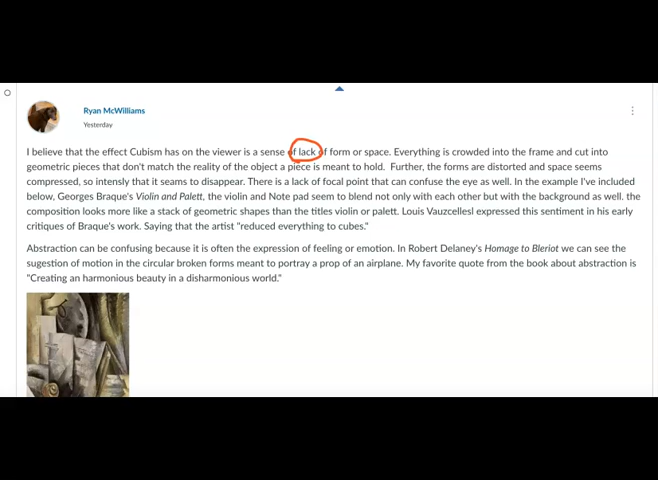 Ryan McWilliams
Yesterday
I believe that the effect Cubism has on the viewer is a sense of lack of form or space. Everything is crowded into the frame and cut into
geometric pieces that don't match the reality of the object a piece is meant to hold. Further, the forms are distorted and space seems
compressed, so intensly that it seems to disappear. There is a lack of focal point that can confuse the eye as well. In the example I've included
below, Georges Braque's Violin and Palett, the violin and Note pad seem to blend not only with each other but with the background as well. the
composition looks more like a stack of geometric shapes than the titles violin or palett. Louis Vauzcellesl expressed this sentiment in his early
critiques of Braque's work. Saying that the artist "reduced everything to cubes."
Abstraction can be confusing because it is often the expression of feeling or emotion. In Robert Delaney's Homage to Bleriot we can see the
sugestion of motion in the circular broken forms meant to portray a prop of an airplane. My favorite quote from the book about abstraction is
"Creating an harmonious beauty in a disharmonious world."